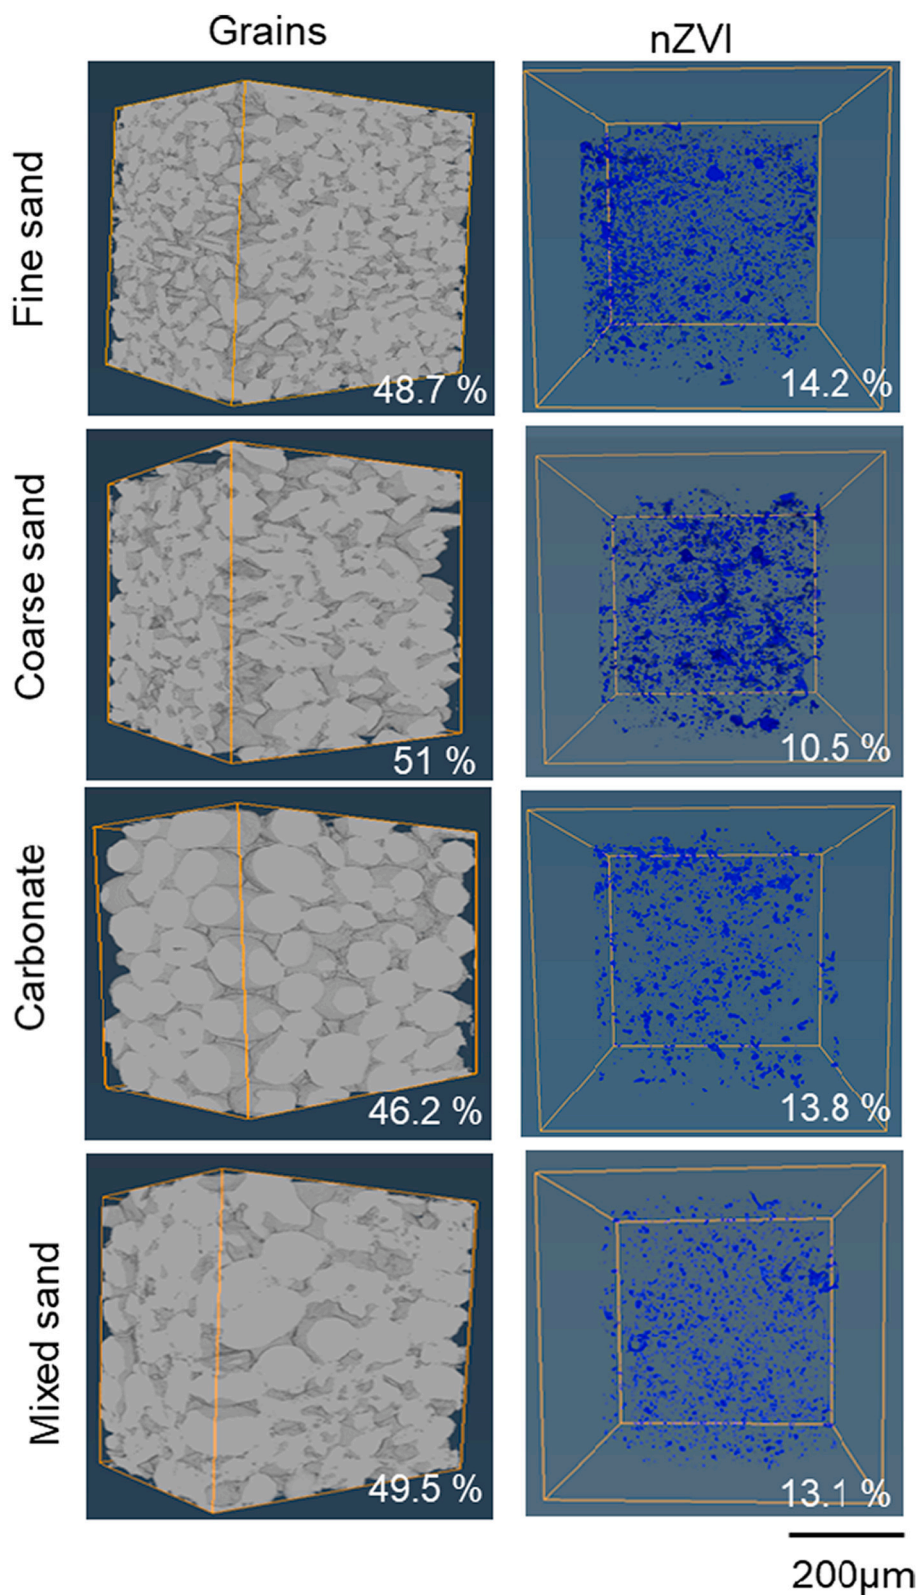 Grains nZVI
Fine sand
48.7 % 14.2 %
Coarse sand
51 % 10.5 %
Carbonate
46.2 % 13.8 %
Mixed sand
49.5 % 13.1 %
200µm